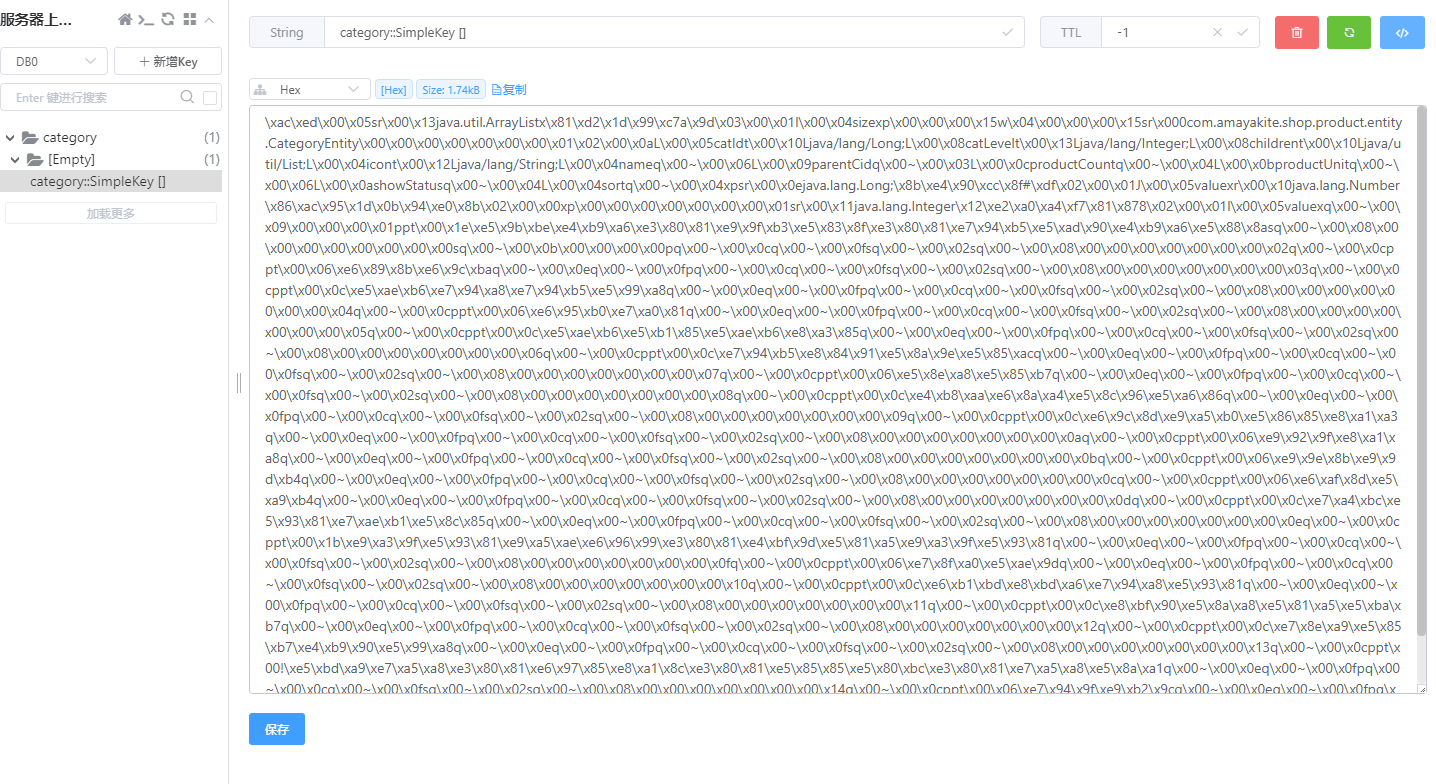 服务器上...
DB0
+ 新增Key
Enter 键进行搜索
category (1)
[Empty] (1)
category::SimpleKey []
加载更多
String category::SimpleKey [] TTL -1
Hex [Hex] Size: 1.74kB 复制
\xac\xed\x00\x05sr\x00\x13java.util.ArrayListx\x81\xd2\x1d\x99\xc7a\x9d\x03\x00\x01I\x00\x04sizexp\x00\x00\x00\x15w\x04\x00\x00\x00\x15sr\x000com.amayakite.shop.product.entity
.CategoryEntity\x00\x00\x00\x00\x00\x00\x00\x01\x02\x00\x0aL\x00\x05catIdt\x00\x10Ljava/lang/Long;L\x00\x08catLevelt\x00\x13Ljava/lang/Integer;L\x00\x08childrent\x00\x10Ljava/u
til/List;L\x00\x04icont\x00\x12Ljava/lang/String;L\x00\x04nameq\x00~\x00\x06L\x00\x09parentCidq\x00~\x00\x03L\x00\x0cproductCountq\x00~\x00\x04L\x00\x0bproductUnitq\x00~
\x00\x06L\x00\x0ashowStatusq\x00~\x00\x04L\x00\x04sortq\x00~\x00\x04xpsr\x00\x0ejava.lang.Long;\x8b\xe4\x90\xcc\x8f#\xdf\x02\x00\x01J\x00\x05valuexr\x00\x10java.lang.Number
\x86\xac\x95\x1d\x0b\x94\xe0\x8b\x02\x00\x00xp\x00\x00\x00\x00\x00\x00\x00\x01sr\x00\x11java.lang.Integer\x12\xe2\xa0\xa4\xf7\x81\x878\x02\x00\x01I\x00\x05valuexq\x00~\x00\
x09\x00\x00\x00\x01ppt\x00\x1e\xe5\x9b\xbe\xe4\xb9\xa6\xe3\x80\x81\xe9\x9f\xb3\xe5\x83\x8f\xe3\x80\x81\xe7\x94\xb5\xe5\xad\x90\xe4\xb9\xa6\xe5\x88\x8asq\x00~\x00\x08\x00
\x00\x00\x00\x00\x00\x00\x00sq\x00~\x00\x0b\x00\x00\x00\x00pq\x00~\x00\x0cq\x00~\x00\x0fsq\x00~\x00\x02sq\x00~\x00\x08\x00\x00\x00\x00\x00\x00\x00\x02q\x00~\x00\x0cp
pt\x00\x06\xe6\x89\x8b\xe6\x9c\xbaq\x00~\x00\x0eq\x00~\x00\x0fpq\x00~\x00\x0cq\x00~\x00\x0fsq\x00~\x00\x02sq\x00~\x00\x08\x00\x00\x00\x00\x00\x00\x00\x03q\x00~\x00\x0
cppt\x00\x0c\xe5\xae\xb6\xe7\x94\xa8\xe7\x94\xb5\xe5\x99\xa8q\x00~\x00\x0eq\x00~\x00\x0fpq\x00~\x00\x0cq\x00~\x00\x0fsq\x00~\x00\x02sq\x00~\x00\x08\x00\x00\x00\x00\x0
0\x00\x00\x04q\x00~\x00\x0cppt\x00\x06\xe6\x95\xb0\xe7\xa0\x81q\x00~\x00\x0eq\x00~\x00\x0fpq\x00~\x00\x0cq\x00~\x00\x0fsq\x00~\x00\x02sq\x00~\x00\x08\x00\x00\x00\x00
\x00\x00\x00\x05q\x00~\x00\x0cppt\x00\x0c\xe5\xae\xb6\xe5\xb1\x85\xe5\xae\xb6\xe8\xa3\x85q\x00~\x00\x0eq\x00~\x00\x0fpq\x00~\x00\x0cq\x00~\x00\x0fsq\x00~\x00\x02sq\x00
~\x00\x08\x00\x00\x00\x00\x00\x00\x00\x06q\x00~\x00\x0cppt\x00\x0c\xe7\x94\xb5\xe8\x84\x91\xe5\x8a\x9e\xe5\x85\xacq\x00~\x00\x0eq\x00~\x00\x0fpq\x00~\x00\x0cq\x00~\x0
0\x0fsq\x00~\x00\x02sq\x00~\x00\x08\x00\x00\x00\x00\x00\x00\x00\x07q\x00~\x00\x0cppt\x00\x06\xe5\x8e\xa8\xe5\x85\xb7q\x00~\x00\x0eq\x00~\x00\x0fpq\x00~\x00\x0cq\x00~\
x00\x0fsq\x00~\x00\x02sq\x00~\x00\x08\x00\x00\x00\x00\x00\x00\x00\x08q\x00~\x00\x0cppt\x00\x0c\xe4\xb8\xaa\xe6\x8a\xa4\xe5\x8c\x96\xe5\xa6\x86q\x00~\x00\x0eq\x00~\x00\
x0fpq\x00~\x00\x0cq\x00~\x00\x0fsq\x00~\x00\x02sq\x00~\x00\x08\x00\x00\x00\x00\x00\x00\x00\x09q\x00~\x00\x0cppt\x00\x0c\xe6\x9c\x8d\xe9\xa5\xb0\xe5\x86\x85\xe8\xa1\xa3
q\x00~\x00\x0eq\x00~\x00\x0fpq\x00~\x00\x0cq\x00~\x00\x0fsq\x00~\x00\x02sq\x00~\x00\x08\x00\x00\x00\x00\x00\x00\x00\x0aq\x00~\x00\x0cppt\x00\x06\xe9\x92\x9f\xe8\xa1\x
a8q\x00~\x00\x0eq\x00~\x00\x0fpq\x00~\x00\x0cq\x00~\x00\x0fsq\x00~\x00\x02sq\x00~\x00\x08\x00\x00\x00\x00\x00\x00\x00\x0bq\x00~\x00\x0cppt\x00\x06\xe9\x9e\x8b\xe9\x9
d\xb4q\x00~\x00\x0eq\x00~\x00\x0fpq\x00~\x00\x0cq\x00~\x00\x0fsq\x00~\x00\x02sq\x00~\x00\x08\x00\x00\x00\x00\x00\x00\x00\x0cq\x00~\x00\x0cppt\x00\x06\xe6\xaf\x8d\xe5\
xa9\xb4q\x00~\x00\x0eq\x00~\x00\x0fpq\x00~\x00\x0cq\x00~\x00\x0fsq\x00~\x00\x02sq\x00~\x00\x08\x00\x00\x00\x00\x00\x00\x00\x0dq\x00~\x00\x0cppt\x00\x0c\xe7\xa4\xbc\xe
5\x93\x81\xe7\xae\xb1\xe5\x8c\x85q\x00~\x00\x0eq\x00~\x00\x0fpq\x00~\x00\x0cq\x00~\x00\x0fsq\x00~\x00\x02sq\x00~\x00\x08\x00\x00\x00\x00\x00\x00\x00\x0eq\x00~\x00\x0c
ppt\x00\x1b\xe9\xa3\x9f\xe5\x93\x81\xe9\xa5\xae\xe6\x96\x99\xe3\x80\x81\xe4\xbf\x9d\xe5\x81\xa5\xe9\xa3\x9f\xe5\x93\x81q\x00~\x00\x0eq\x00~\x00\x0fpq\x00~\x00\x0cq\x00~\
x00\x0fsq\x00~\x00\x02sq\x00~\x00\x08\x00\x00\x00\x00\x00\x00\x00\x0fq\x00~\x00\x0cppt\x00\x06\xe7\x8f\xa0\xe5\xae\x9dq\x00~\x00\x0eq\x00~\x00\x0fpq\x00~\x00\x0cq\x00
~\x00\x0fsq\x00~\x00\x02sq\x00~\x00\x08\x00\x00\x00\x00\x00\x00\x00\x10q\x00~\x00\x0cppt\x00\x0c\xe6\xb1\xbd\xe8\xbd\xa6\xe7\x94\xa8\xe5\x93\x81q\x00~\x00\x0eq\x00~\
x00\x0fpq\x00~\x00\x0cq\x00~\x00\x0fsq\x00~\x00\x02sq\x00~\x00\x08\x00\x00\x00\x00\x00\x00\x00\x11q\x00~\x00\x0cppt\x00\x0c\xe8\xbf\x90\xe5\x8a\xa8\xe5\x81\xa5\xe5\xba\x
b7q\x00~\x00\x0eq\x00~\x00\x0fpq\x00~\x00\x0cq\x00~\x00\x0fsq\x00~\x00\x02sq\x00~\x00\x08\x00\x00\x00\x00\x00\x00\x00\x12q\x00~\x00\x0cppt\x00\x0c\xe7\x8e\xa9\xe5\x85
\xb7\xe4\xb9\x90\xe5\x99\xa8q\x00~\x00\x0eq\x00~\x00\x0fpq\x00~\x00\x0cq\x00~\x00\x0fsq\x00~\x00\x02sq\x00~\x00\x08\x00\x00\x00\x00\x00\x00\x00\x13q\x00~\x00\x0cppt\x
00!\xe5\xbd\xa9\xe7\xa5\xa8\xe3\x80\x81\xe6\x97\x85\xe8\xa1\x8c\xe3\x80\x81\xe5\x85\x85\xe5\x80\xbc\xe3\x80\x81\xe7\xa5\xa8\xe5\x8a\xa1q\x00~\x00\x0eq\x00~\x00\x0fpq\x00
~\x00\x0cq\x00~\x00\x0fsq\x00~\x00\x02sq\x00~\x00\x08\x00\x00\x00\x00\x00\x00\x00\x14q\x00~\x00\x0cppt\x00\x06\xe7\x94\x9f\xe9\xb2\x9cq\x00~\x00\x0eq\x00~\x00\x0fpq\x
保存